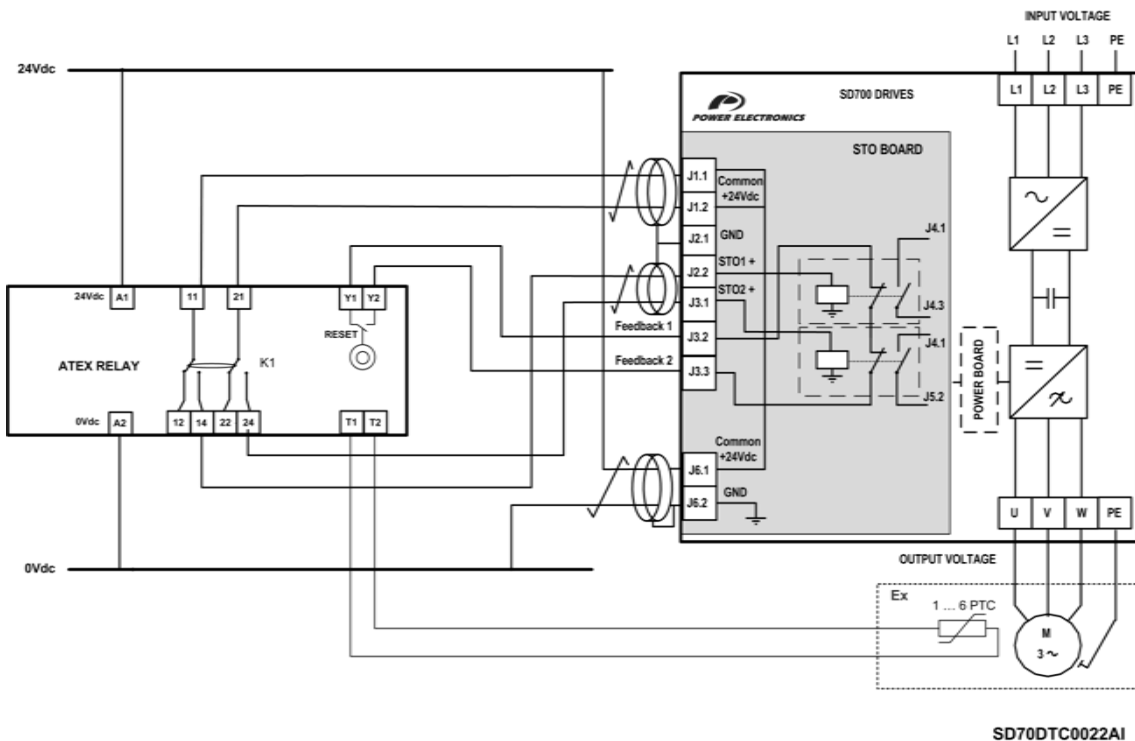 INPUT VOLTAGE
L1 L2 L3 PE
24Vdc
L1 L2 L3 PE
SD700 DRIVES
POWER ELECTRONICS
STO BOARD
J1.1
Common
+24Vdc
J1.2
J2.1 GND
J4.1
J2.2 STO1 +
J3.1 STO2 +
24Vdc A1 11 21 Y1 Y2
J4.3
Feedback 1 J3.2
RESET
J4.1
ATEX RELAY K1
Feedback 2 J3.3
POWER BOARD
J5.2
0Vdc A2 12 14 22 24 T1 T2
Common
+24Vdc
J6.1
J6.2 GND
U V W PE
OUTPUT VOLTAGE
0Vdc
Ex
1 ... 6 PTC
M
3 ~
SD70DTC0022AI